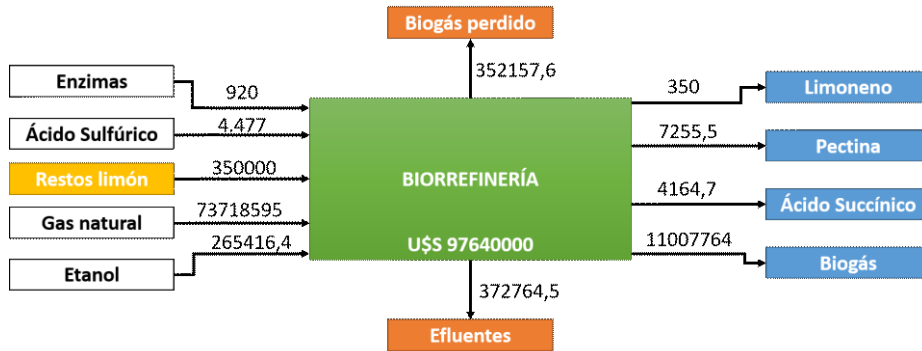 Biogás perdido
352157,6
Enzimas
920
350
Limoneno
Ácido Sulfúrico
4.477
7255,5
Pectina
Restos limón
350000
BIORREFINERÍA
4164,7
Ácido Succínico
Gas natural
73718595
Etanol
265416,4
U$S 97640000
11007764
Biogás
372764,5
Efluentes